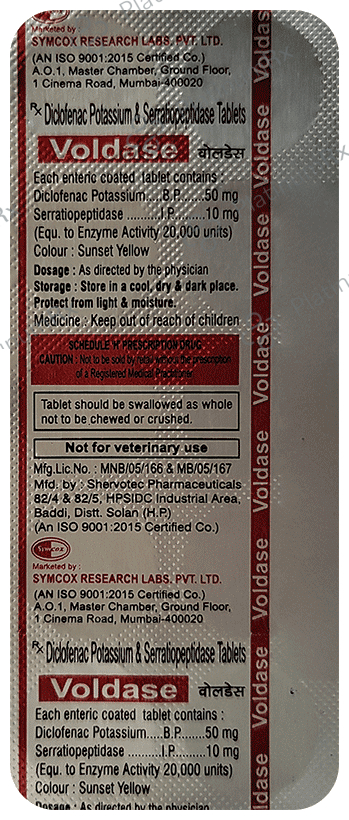 Marketed by :
SYMCOX RESEARCH LABS. PVT. LTD.
(AN ISO 9001:2015 Certified Co.)
A.O.1, Master Chamber, Ground Floor,
1 Cinema Road, Mumbai-400020
Rx Diclofenac Potassium & Serratiopeptidase Tablets
Voldase वोलडेस
Each enteric coated tablet contains :
Diclofenac Potassium....B.P.......50 mg
Serratiopeptidase .........I.P.........10 mg
(Equ. to Enzyme Activity 20,000 units)
Colour : Sunset Yellow
Dosage : As directed by the physician
Storage : Store in a cool, dry & dark place.
Protect from light & moisture.
Medicine : Keep out of reach of children
SCHEDULE 'H' PRESCRIPTION DRUG
CAUTION : Not to be sold by retail without the prescription
of a Registered Medical Practitioner
Tablet should be swallowed as whole
not to be chewed or crushed.
Not for veterinary use
Mfg.Lic.No. : MNB/05/166 & MB/05/167
Mfd. by : Shervotec Pharmaceuticals
82/4 & 82/5, HPSIDC Industrial Area,
Baddi, Distt. Solan (H.P.)
(An ISO 9001:2015 Certified Co.)
Symcox
Marketed by :
SYMCOX RESEARCH LABS. PVT. LTD.
(AN ISO 9001:2015 Certified Co.)
A.O.1, Master Chamber, Ground Floor,
1 Cinema Road, Mumbai-400020
Rx Diclofenac Potassium & Serratiopeptidase Tablets
Voldase वोलडेस
Each enteric coated tablet contains :
Diclofenac Potassium....B.P.......50 mg
Serratiopeptidase .........I.P.........10 mg
(Equ. to Enzyme Activity 20,000 units)
Colour : Sunset Yellow
Dosage : As directed by the physician
Voldase Voldase Voldase Voldase Voldase Voldase Voldase Voldase